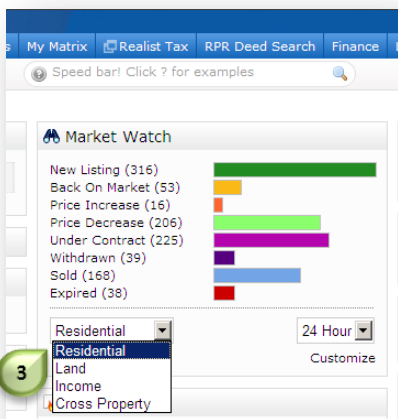 s My Matrix Realist Tax RPR Deed Search Finance
? Speed bar! Click ? for examples
Market Watch
New Listing (316)
Back On Market (53)
Price Increase (16)
Price Decrease (206)
Under Contract (225)
Withdrawn (39)
Sold (168)
Expired (38)
Residential 24 Hour
Residential
Land
Customize
3
Income
Cross Property